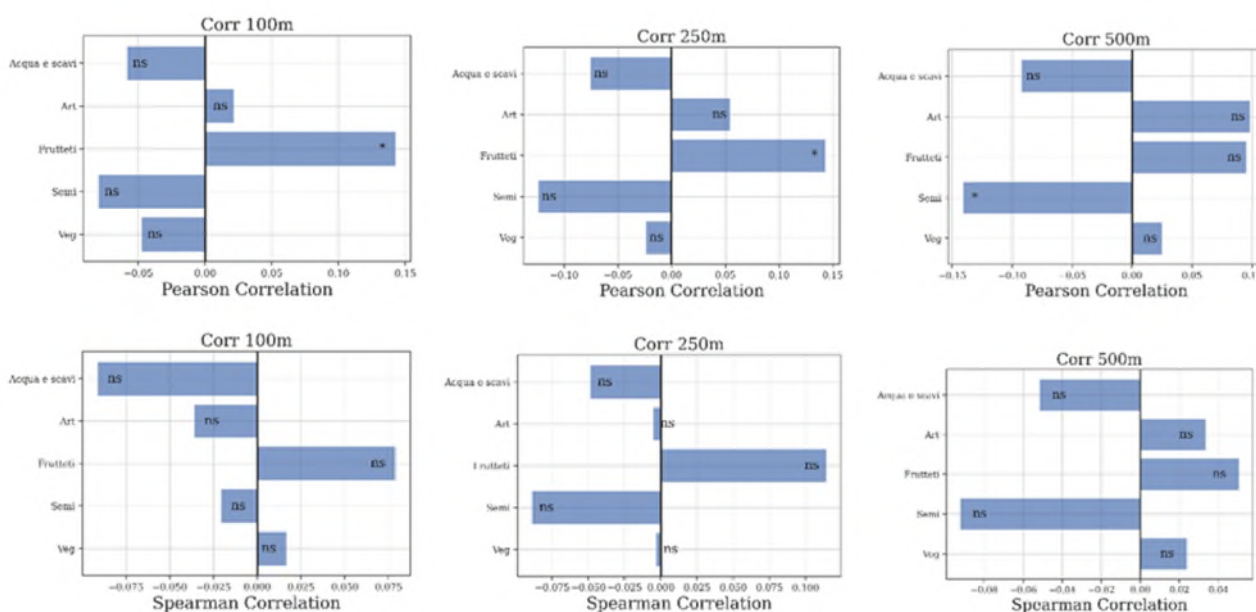 Corr 100m
Acqua e scavi
ns
Art
ns
Frutteti
*
Semi
ns
Veg
ns
−0.05 0.00 0.05 0.10 0.15
Pearson Correlation
Corr 250m
Acqua e scavi
ns
Art
ns
Frutteti
*
Semi
ns
Veg
ns
−0.10 −0.05 0.00 0.05 0.10 0.15
Pearson Correlation
Corr 500m
Acqua e scavi
ns
Art
ns
Frutteti
ns
Semi
*
Veg
ns
−0.15 −0.10 −0.05 0.00 0.05
Pearson Correlation
Corr 100m
Acqua e scavi
ns
Art
ns
Frutteti
ns
Semi
ns
Veg
ns
−0.075 −0.050 −0.025 0.000 0.025 0.050 0.075
Spearman Correlation
Corr 250m
Acqua e scavi
ns
Art
ns
Frutteti
ns
Semi
ns
Veg
ns
−0.075 −0.050 −0.025 0.000 0.025 0.050 0.075 0.100
Spearman Correlation
Corr 500m
Acqua e scavi
ns
Art
ns
Frutteti
ns
Semi
ns
Veg
ns
−0.08 −0.06 −0.04 −0.02 0.00 0.02 0.04
Spearman Correlation